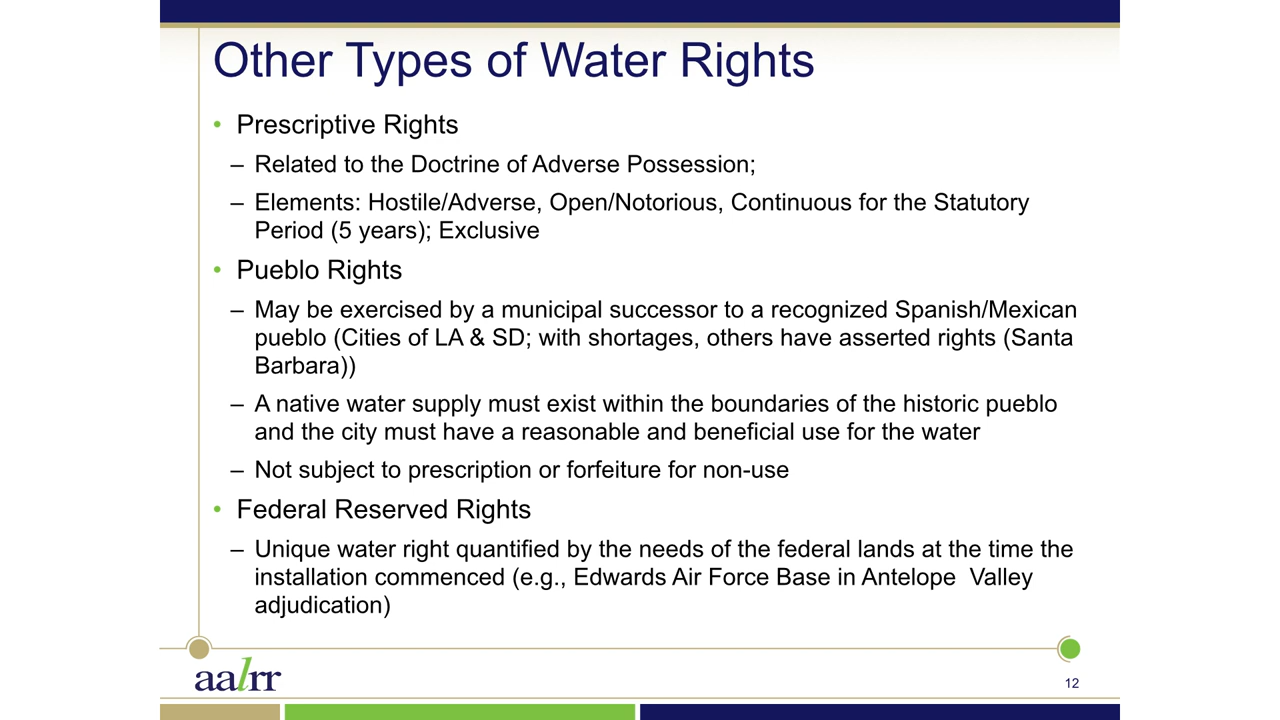 Other Types of Water Rights
• Prescriptive Rights
– Related to the Doctrine of Adverse Possession;
– Elements: Hostile/Adverse, Open/Notorious, Continuous for the Statutory
Period (5 years); Exclusive
• Pueblo Rights
– May be exercised by a municipal successor to a recognized Spanish/Mexican
pueblo (Cities of LA & SD; with shortages, others have asserted rights (Santa
Barbara))
– A native water supply must exist within the boundaries of the historic pueblo
and the city must have a reasonable and beneficial use for the water
– Not subject to prescription or forfeiture for non-use
• Federal Reserved Rights
– Unique water right quantified by the needs of the federal lands at the time the
installation commenced (e.g., Edwards Air Force Base in Antelope  Valley
adjudication)
aalrr
12